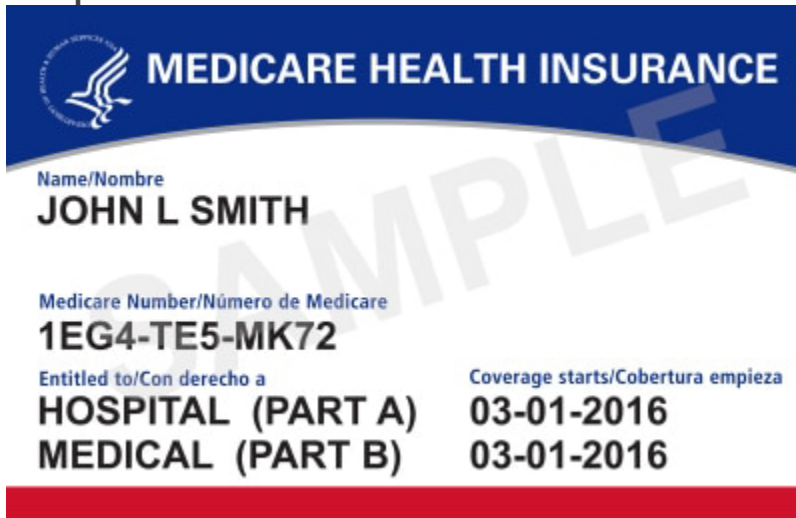 MEDICARE HEALTH INSURANCE
Name/Nombre
JOHN L SMITH
Medicare Number/Número de Medicare
1EG4-TE5-MK72
Entitled to/Con derecho a Coverage starts/Cobertura empieza
HOSPITAL (PART A) 03-01-2016
MEDICAL (PART B) 03-01-2016
SAMPLE